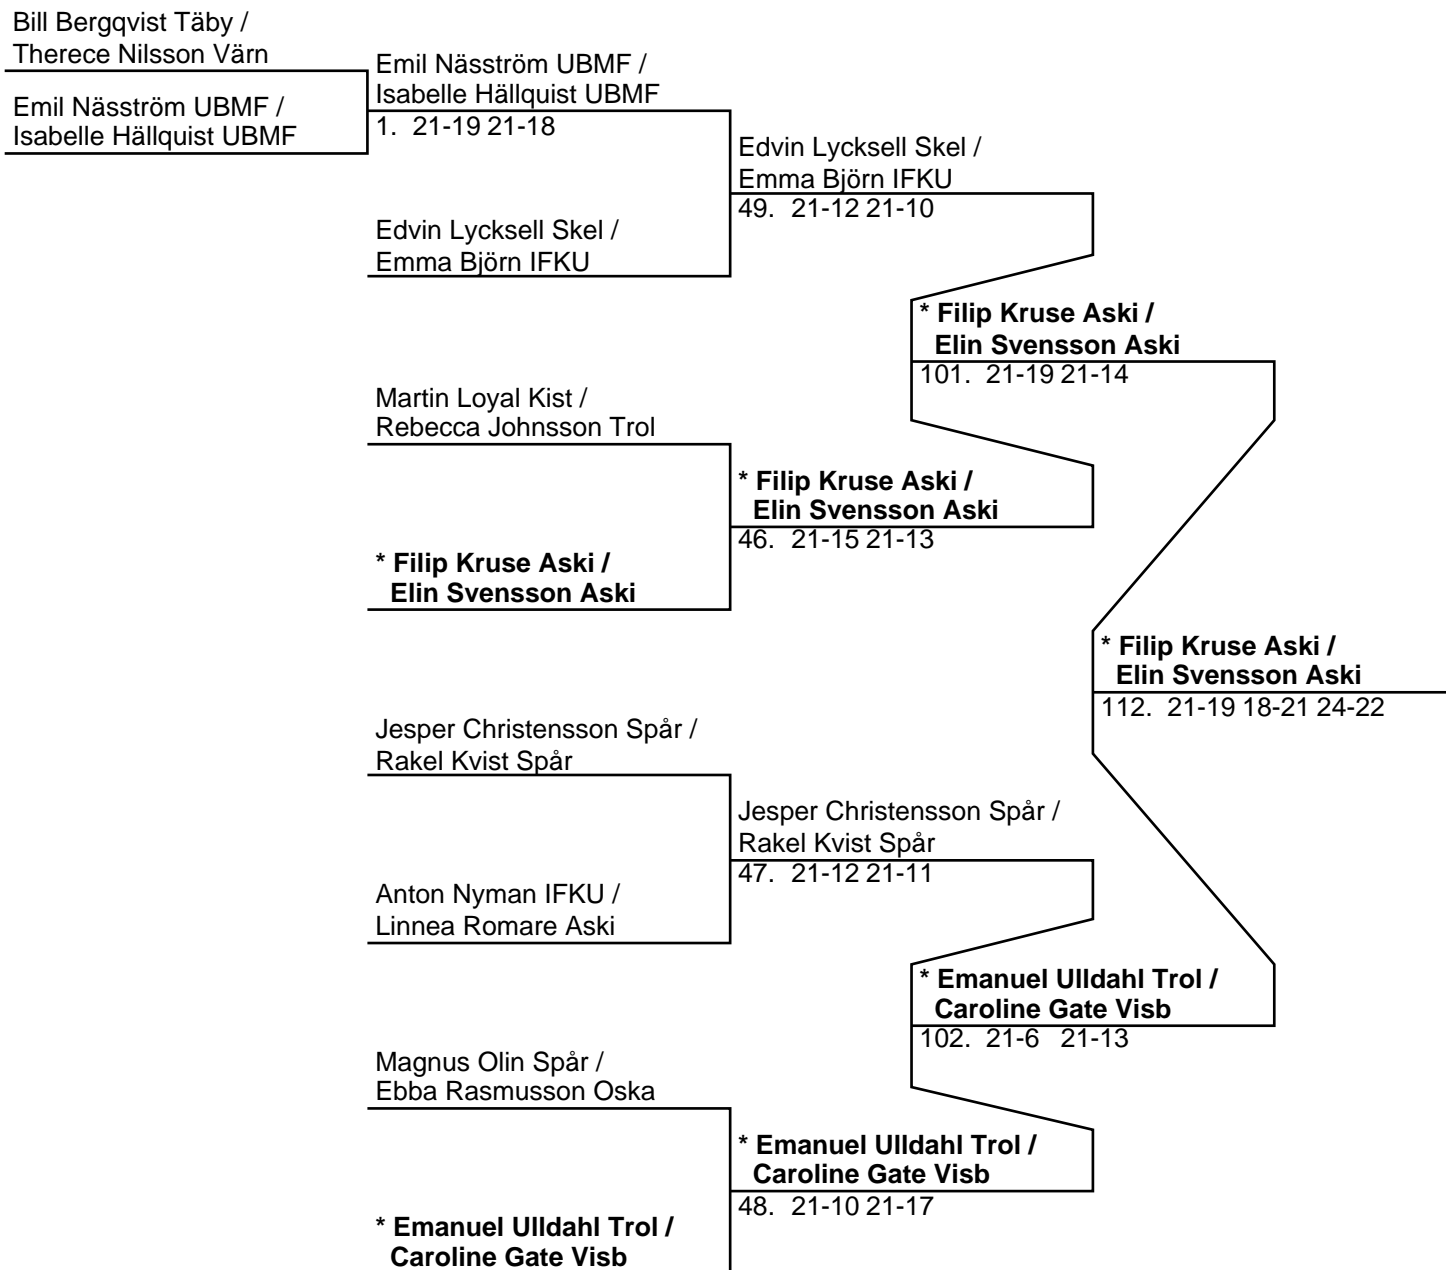 Bill Bergqvist Täby /
Therece Nilsson Värn
Emil Näsström UBMF /
Isabelle Hällquist UBMF
Emil Näsström UBMF /
Isabelle Hällquist UBMF
1. 21-19 21-18
Edvin Lycksell Skel /
Emma Björn IFKU
Edvin Lycksell Skel /
Emma Björn IFKU
49. 21-12 21-10
* Filip Kruse Aski /
Elin Svensson Aski
101. 21-19 21-14
Martin Loyal Kist /
Rebecca Johnsson Trol
* Filip Kruse Aski /
Elin Svensson Aski
46. 21-15 21-13
* Filip Kruse Aski /
Elin Svensson Aski
* Filip Kruse Aski /
Elin Svensson Aski
112. 21-19 18-21 24-22
Jesper Christensson Spår /
Rakel Kvist Spår
Jesper Christensson Spår /
Rakel Kvist Spår
47. 21-12 21-11
Anton Nyman IFKU /
Linnea Romare Aski
* Emanuel Ulldahl Trol /
Caroline Gate Visb
102. 21-6 21-13
Magnus Olin Spår /
Ebba Rasmusson Oska
* Emanuel Ulldahl Trol /
Caroline Gate Visb
48. 21-10 21-17
* Emanuel Ulldahl Trol /
Caroline Gate Visb